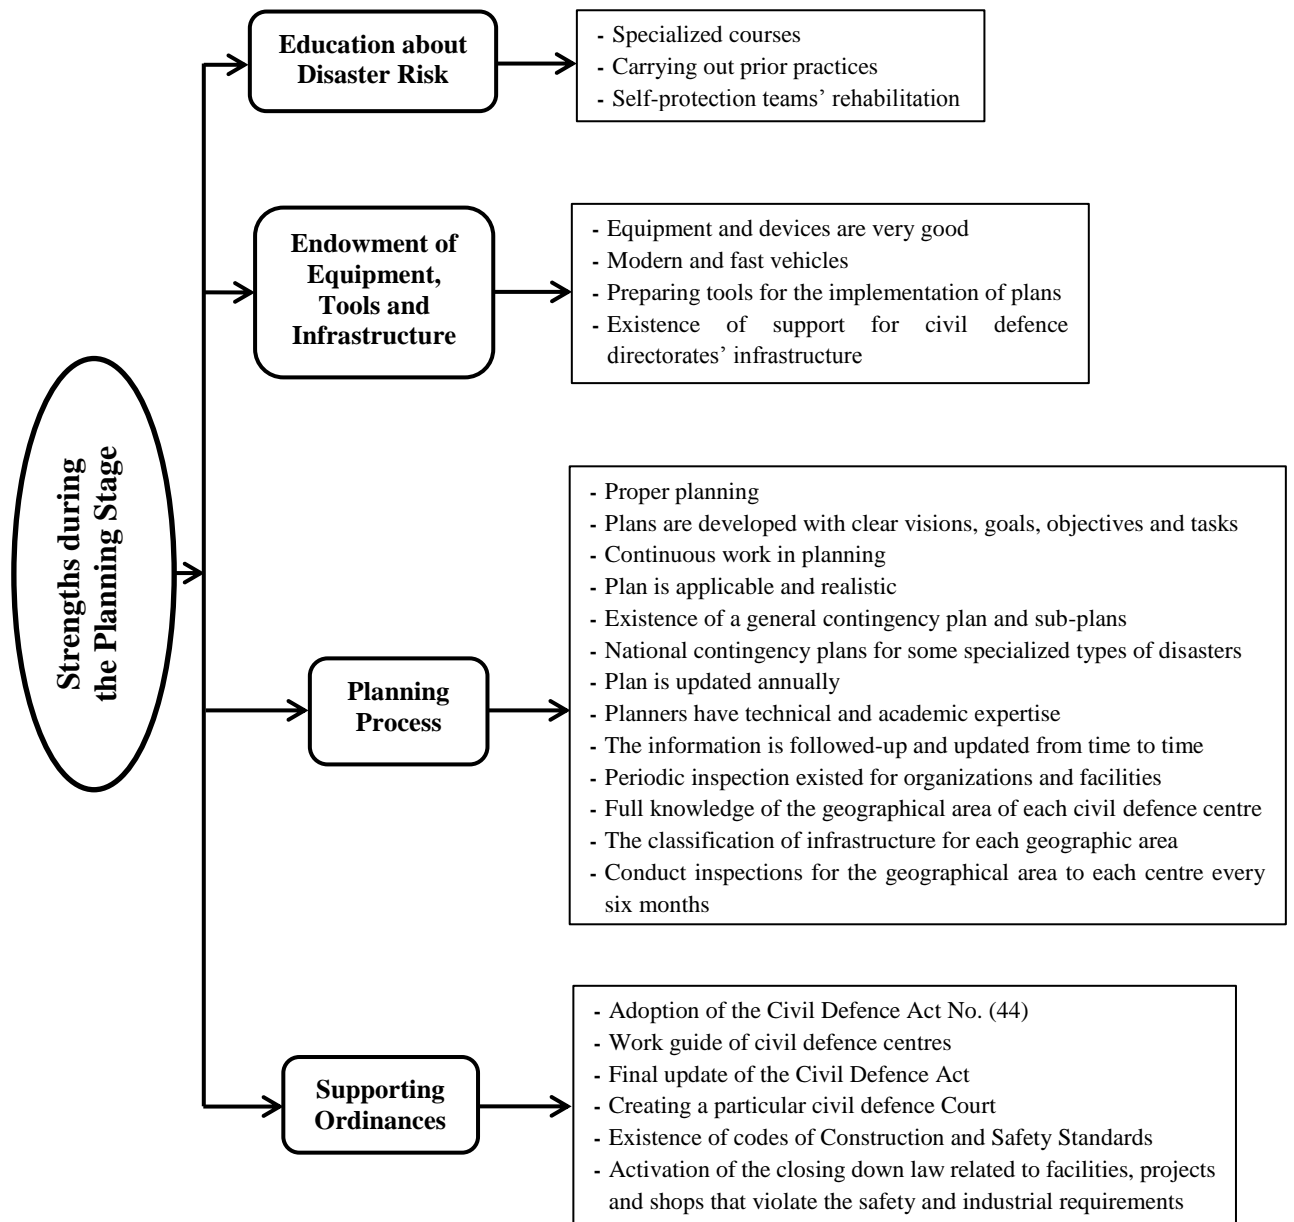 Strengths during
the Planning Stage
Education about
Disaster Risk
- Specialized courses
- Carrying out prior practices
- Self-protection teams’ rehabilitation
Endowment of
Equipment,
Tools and
Infrastructure
- Equipment and devices are very good
- Modern and fast vehicles
- Preparing tools for the implementation of plans
- Existence of support for civil defence
directorates’ infrastructure
Planning
Process
- Proper planning
- Plans are developed with clear visions, goals, objectives and tasks
- Continuous work in planning
- Plan is applicable and realistic
- Existence of a general contingency plan and sub-plans
- National contingency plans for some specialized types of disasters
- Plan is updated annually
- Planners have technical and academic expertise
- The information is followed-up and updated from time to time
- Periodic inspection existed for organizations and facilities
- Full knowledge of the geographical area of each civil defence centre
- The classification of infrastructure for each geographic area
- Conduct inspections for the geographical area to each centre every
six months
Supporting
Ordinances
- Adoption of the Civil Defence Act No. (44)
- Work guide of civil defence centres
- Final update of the Civil Defence Act
- Creating a particular civil defence Court
- Existence of codes of Construction and Safety Standards
- Activation of the closing down law related to facilities, projects
and shops that violate the safety and industrial requirements